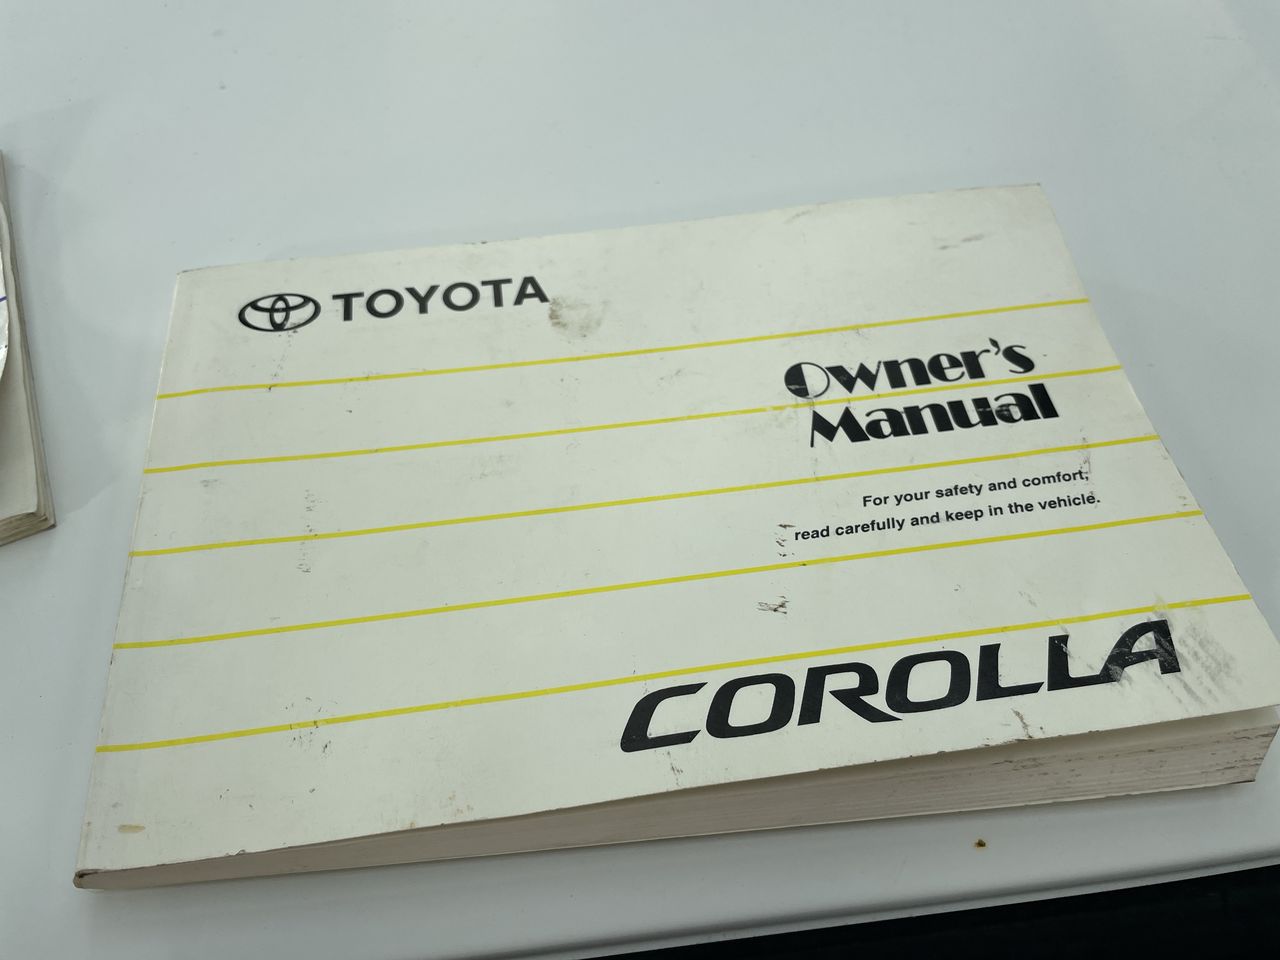 TOYOTA
Owner's
Manual
For your safety and comfort,
read carefully and keep in the vehicle.
COROLLA